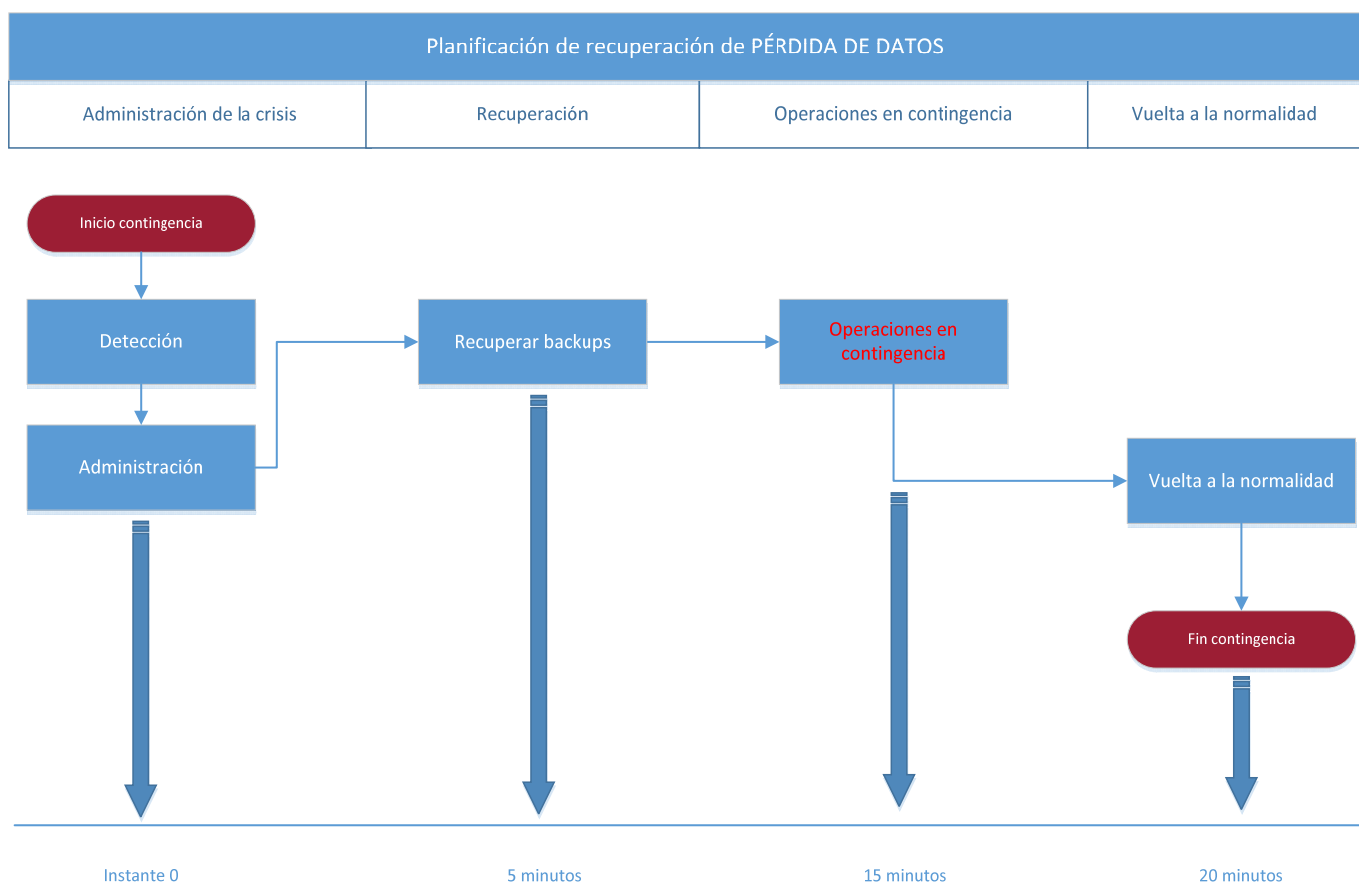 Planificación de recuperación de PÉRDIDA DE DATOS
Administración de la crisis
Recuperación
Operaciones en contingencia
Vuelta a la normalidad
Inicio contingencia
Detección
Recuperar backups
Operaciones en
contingencia
Administración
Vuelta a la normalidad
Fin contingencia
Instante 0
5 minutos
15 minutos
20 minutos